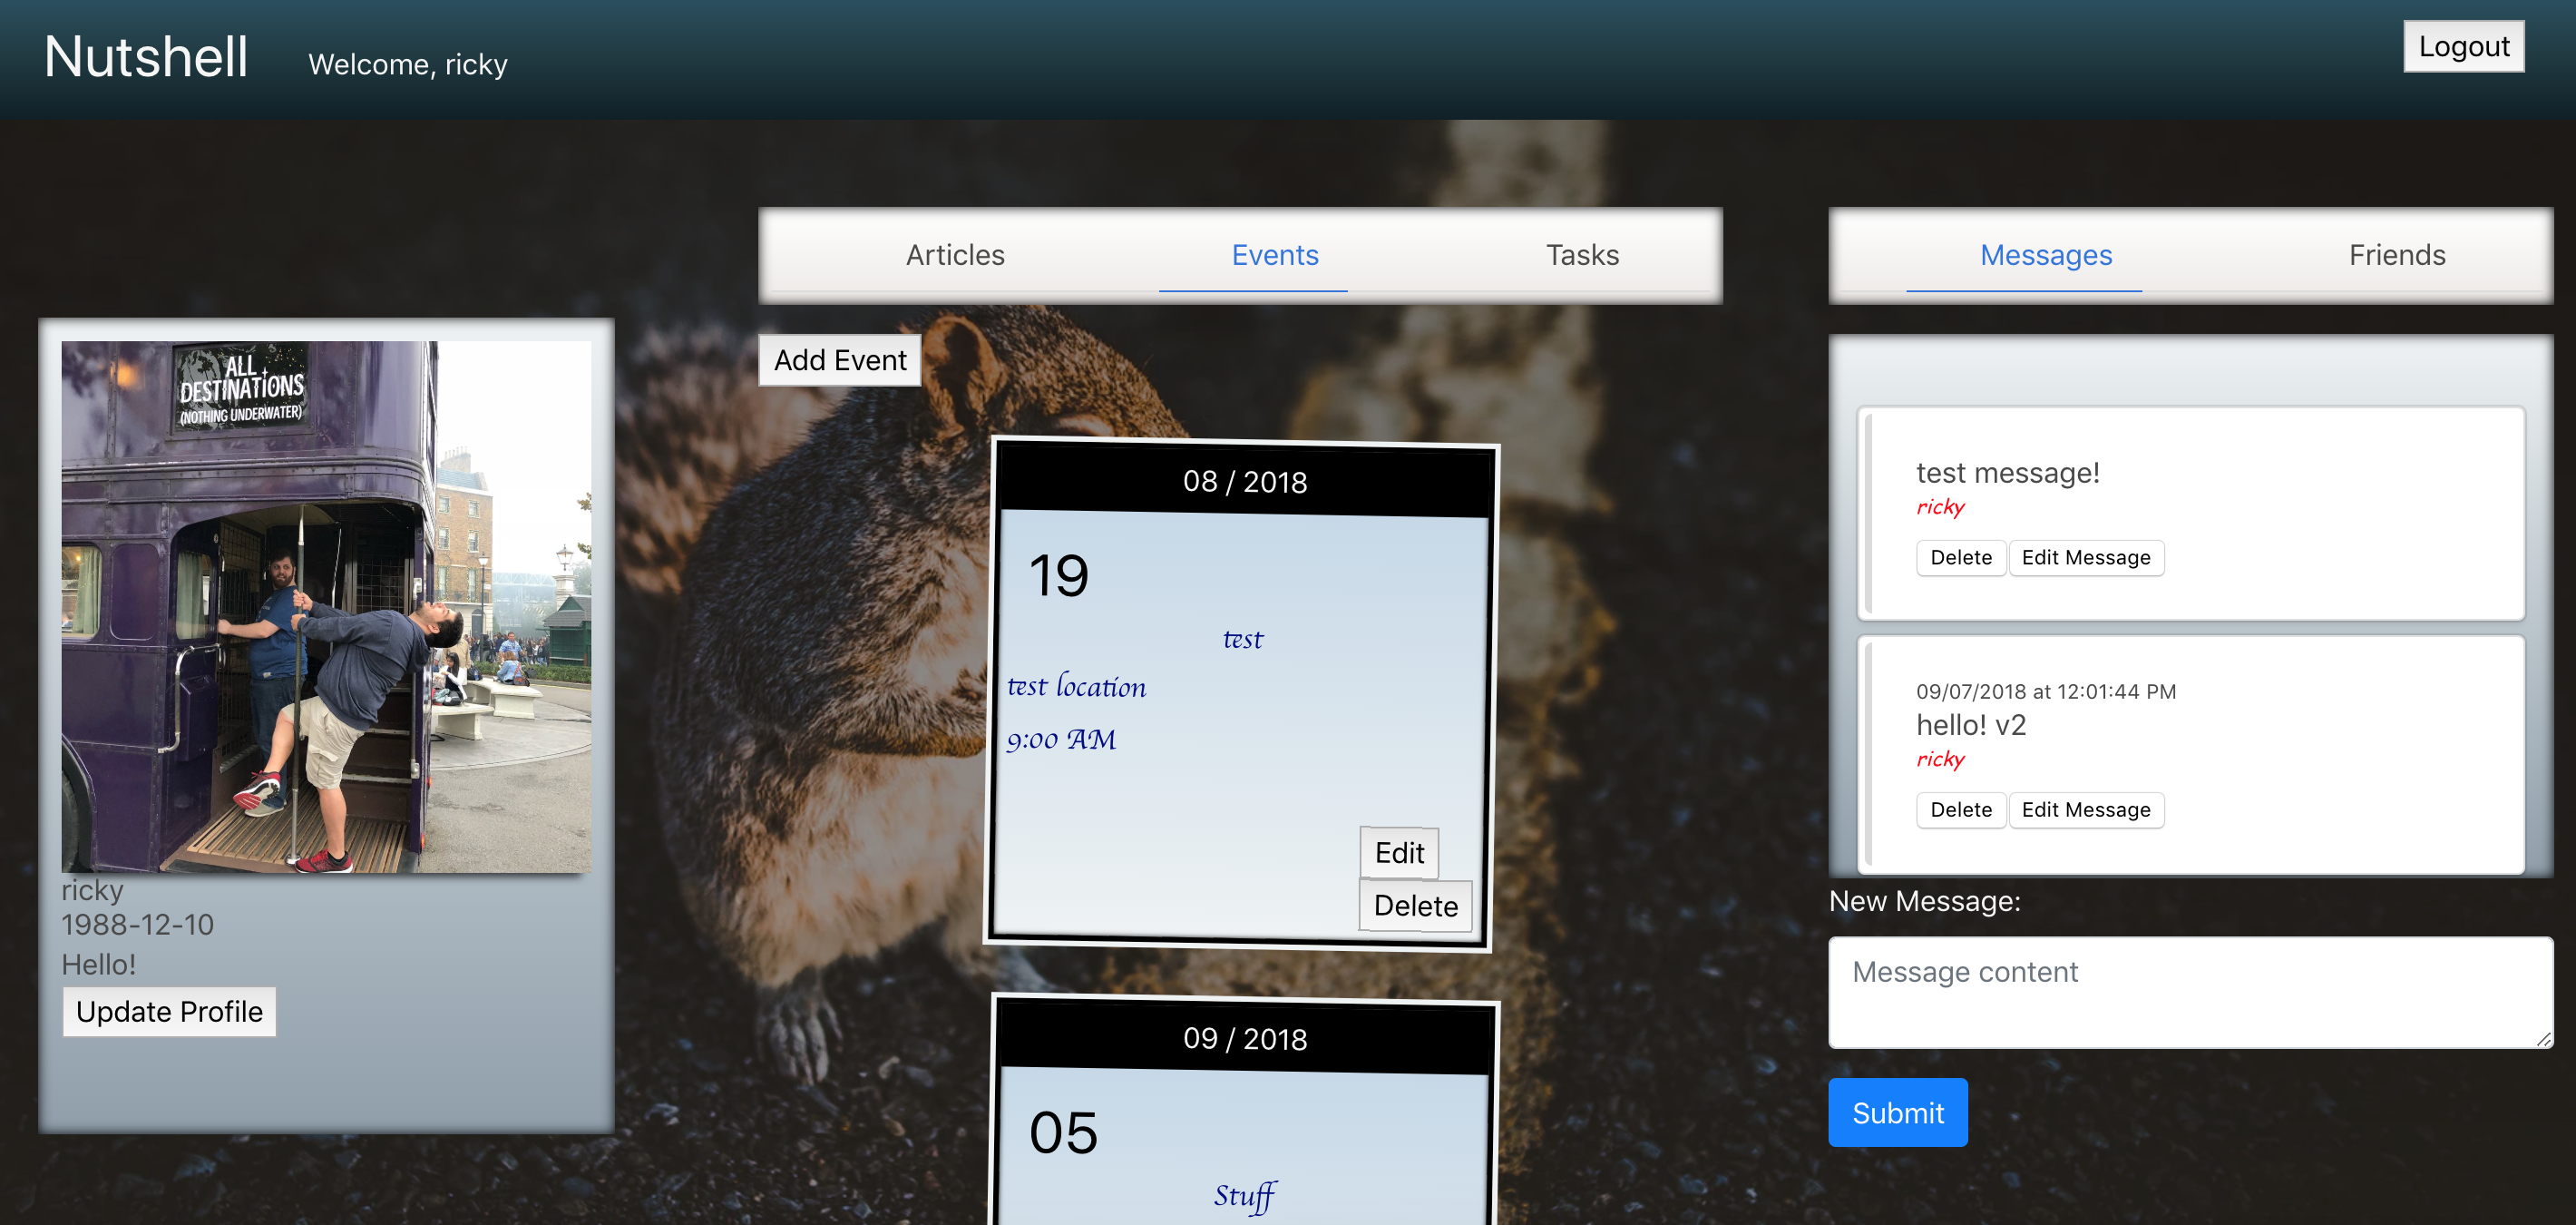 Nutshell
Welcome, ricky
Logout
Articles
Events
Tasks
Messages
Friends
ALL
DESTINATIONS
(NOTHING UNDERWATER)
ricky
1988-12-10
Hello!
Update Profile
Add Event
08 / 2018
19
test
test location
9:00 AM
Edit
Delete
09 / 2018
05
Stuff
test message!
ricky
Delete
Edit Message
09/07/2018 at 12:01:44 PM
hello! v2
ricky
Delete
Edit Message
New Message:
Message content
Submit